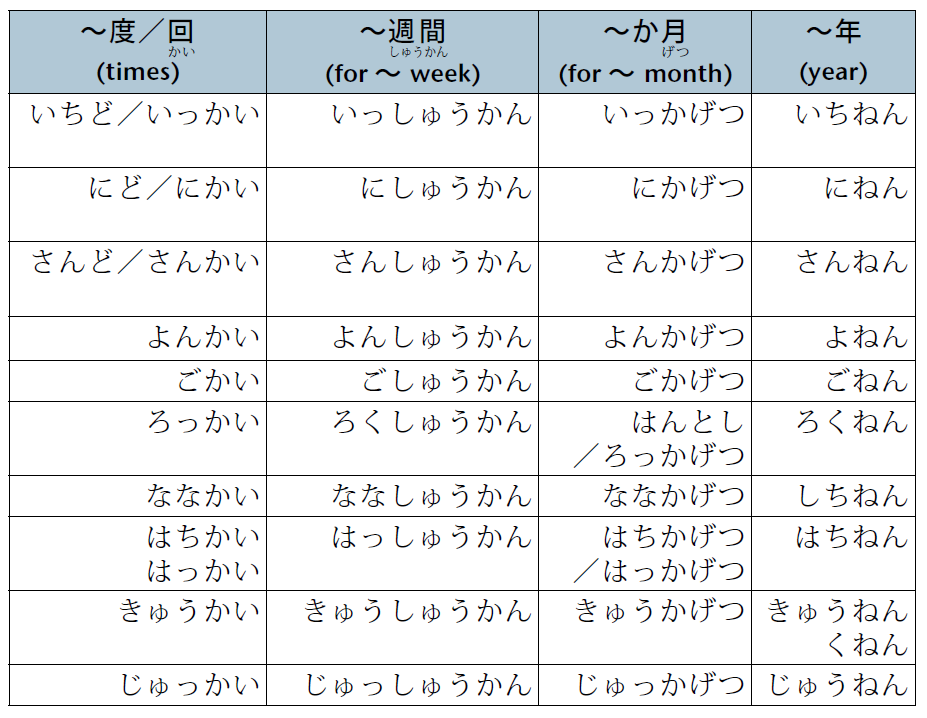 ～度／回 ～週間 ～か月 ～年
かい しゅうかん げつ
(times) (for ～ week) (for ～ month) (year)
いちど／いっかい いっしゅうかん いっかげつ いちねん
にど／にかい にしゅうかん にかげつ にねん
さんど／さんかい さんしゅうかん さんかげつ さんねん
よんかい よんしゅうかん よんかげつ よねん
ごかい ごしゅうかん ごかげつ ごねん
ろっかい ろくしゅうかん はんとし ろくねん
／ろっかげつ
ななかい ななしゅうかん ななかげつ しちねん
はちかい はっしゅうかん はちかげつ はちねん
はっかい ／はっかげつ
きゅうかい きゅうしゅうかん きゅうかげつ きゅうねん
くねん
じゅっかい じゅっしゅうかん じゅっかげつ じゅうねん